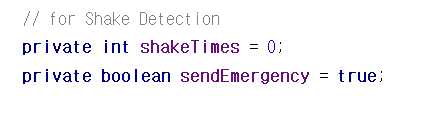 // for Shake Detection
private int shakeTimes = 0;
private boolean sendEmergency = true;